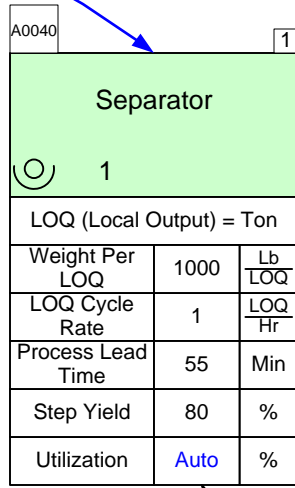 A0040
1
Separator
1
LOQ (Local Output) = Ton
Weight Per
LOQ
1000
Lb
LOQ
LOQ Cycle
Rate
1
LOQ
Hr
Process Lead
Time
55
Min
Step Yield
80
%
Utilization
Auto
%